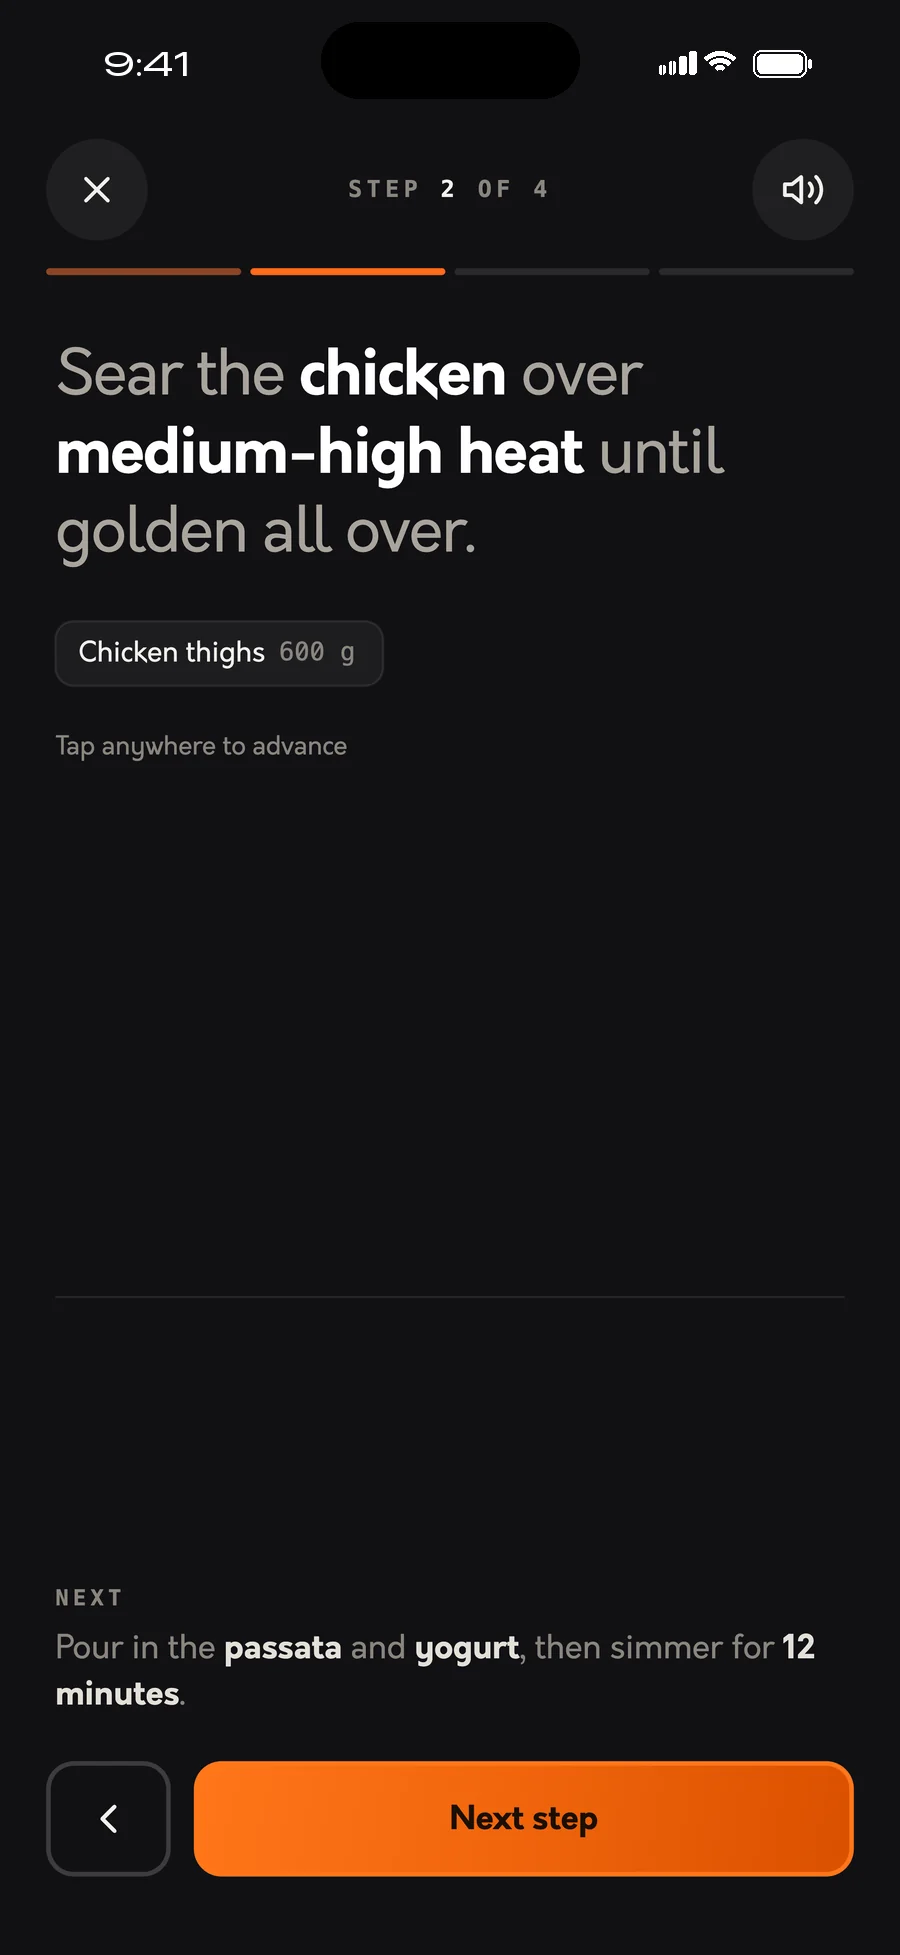 9:41
STEP 2 OF 4
Sear the chicken over
medium-high heat until
golden all over.
Chicken thighs 600 g
Tap anywhere to advance
NEXT
Pour in the passata and yogurt, then simmer for 12
minutes.
Next step